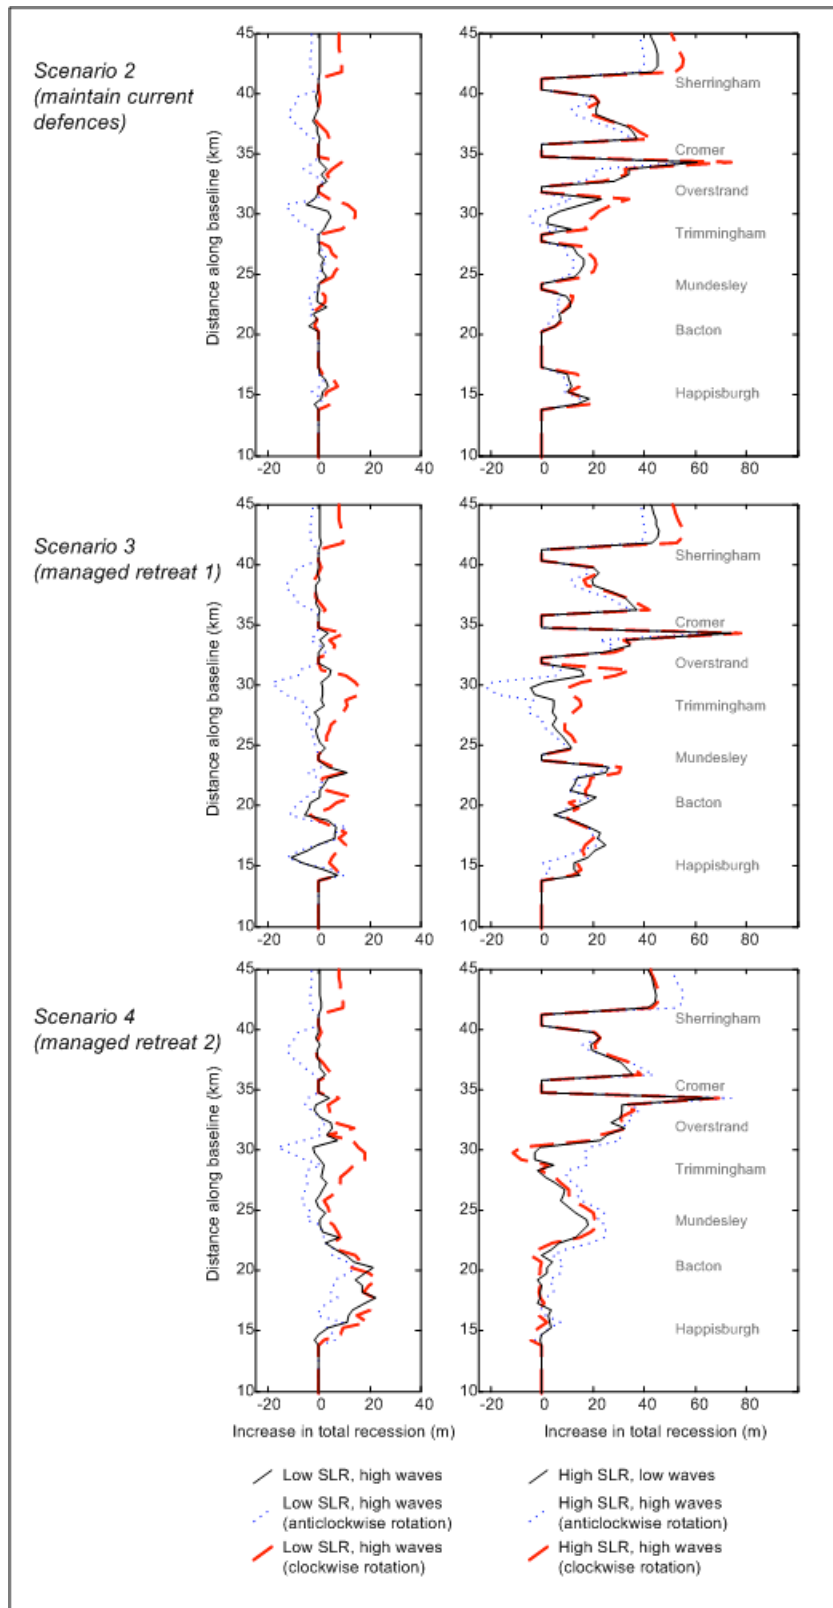 Scenario 2
(maintain current
defences)
Distance along baseline (km)
45
40
35
30
25
20
15
10
-20
0
20
40
45
40
35
30
25
20
15
10
-20
0
20
40
60
80
Sherringham
Cromer
Overstrand
Trimmingham
Mundesley
Bacton
Happisburgh
Scenario 3
(managed retreat 1)
Distance along baseline (km)
45
40
35
30
25
20
15
10
-20
0
20
40
45
40
35
30
25
20
15
10
-20
0
20
40
60
80
Sherringham
Cromer
Overstrand
Trimmingham
Mundesley
Bacton
Happisburgh
Scenario 4
(managed retreat 2)
Distance along baseline (km)
45
40
35
30
25
20
15
10
-20
0
20
40
Increase in total recession (m)
45
40
35
30
25
20
15
10
-20
0
20
40
60
80
Increase in total recession (m)
Sherringham
Cromer
Overstrand
Trimmingham
Mundesley
Bacton
Happisburgh
Low SLR, high waves
Low SLR, high waves
(anticlockwise rotation)
Low SLR, high waves
(clockwise rotation)
High SLR, low waves
High SLR, high waves
(anticlockwise rotation)
High SLR, high waves
(clockwise rotation)